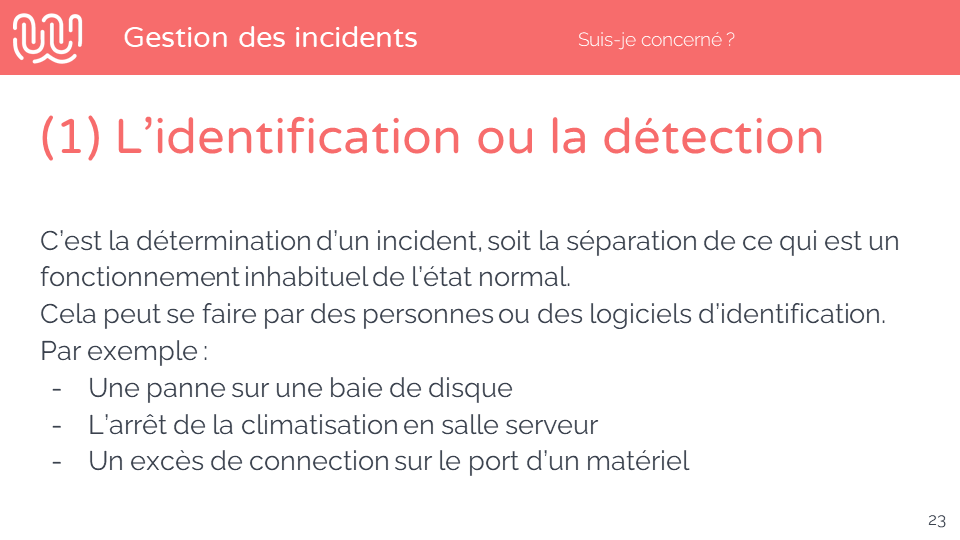 Gestion des incidents
Suis-je concerné ?
(1) L’identification ou la détection
C’est la détermination d’un incident, soit la séparation de ce qui est un
fonctionnement inhabituel de l’état normal.
Cela peut se faire par des personnes ou des logiciels d’identification.
Par exemple :
- Une panne sur une baie de disque
- L’arrêt de la climatisation en salle serveur
- Un excès de connection sur le port d’un matériel
23